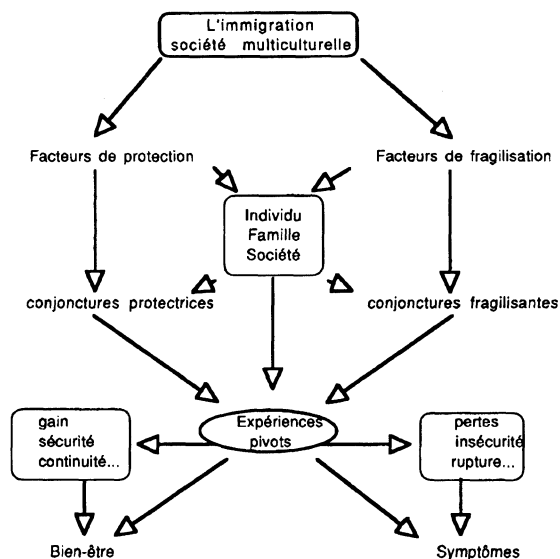 L'immigration
société multiculturelle
Facteurs de protection
Facteurs de fragilisation
Individu
Famille
Société
conjonctures protectrices
conjonctures fragilisantes
Expériences
pivots
gain
sécurité
continuité...
pertes
insécurité
rupture...
Bien-être
Symptômes